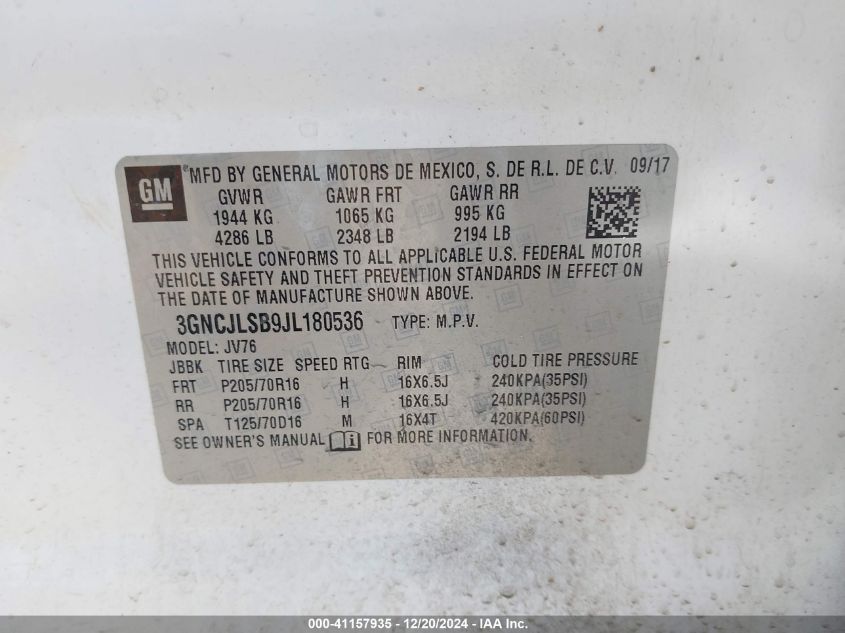 GM
MFD BY GENERAL MOTORS DE MEXICO, S. DE R.L. DE C.V. 09/17
GVWR GAWR FRT GAWR RR
1944 KG 1065 KG 995 KG
4286 LB 2348 LB 2194 LB
THIS VEHICLE CONFORMS TO ALL APPLICABLE U.S. FEDERAL MOTOR
VEHICLE SAFETY AND THEFT PREVENTION STANDARDS IN EFFECT ON
THE DATE OF MANUFACTURE SHOWN ABOVE.
3GNCJLSB9JL180536 TYPE: M.P.V.
MODEL: JV76
JBBK TIRE SIZE SPEED RTG RIM COLD TIRE PRESSURE
FRT P205/70R16 H 16X6.5J 240KPA(35PSI)
RR P205/70R16 H 16X6.5J 240KPA(35PSI)
SPA T125/70D16 M 16X4T 420KPA(60PSI)
SEE OWNER'S MANUAL i FOR MORE INFORMATION.
000-41157935 - 12/20/2024 - IAA Inc.